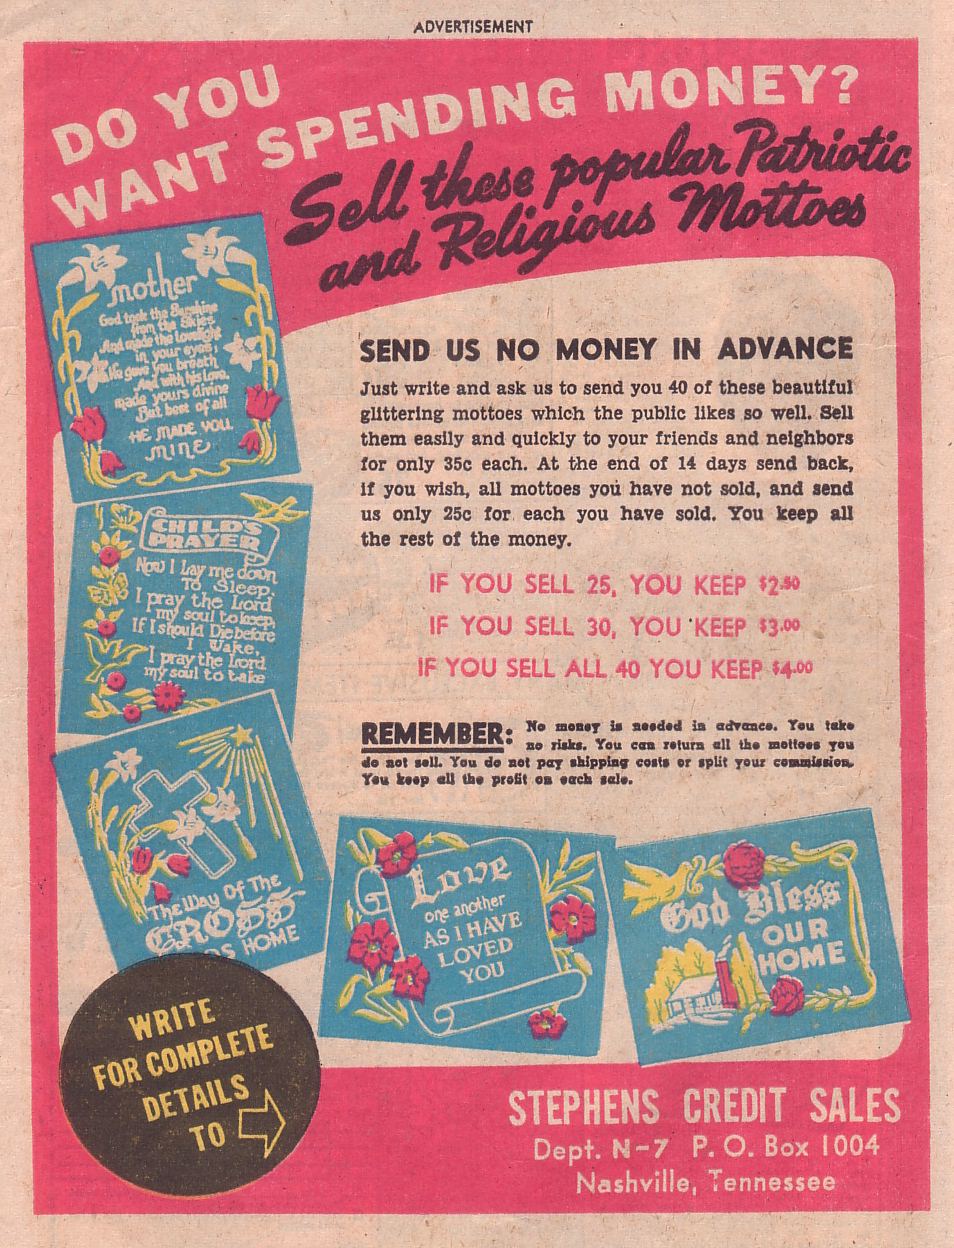 ADVERTISEMENT
DO YOU
WANT SPENDING MONEY?
Sell these popular Patriotic
and Religious Mottoes
mother
God took the Sunshine
from the Skies
And made the lovelight
in your eyes;
He gave you breath
And with his love,
made yours divine
But best of all
HE MADE YOU
MINE
SEND US NO MONEY IN ADVANCE
Just write and ask us to send you 40 of these beautiful
glittering mottoes which the public likes so well. Sell
them easily and quickly to your friends and neighbors
for only 35c each. At the end of 14 days send back,
if you wish, all mottoes you have not sold, and send
us only 25c for each you have sold. You keep all
the rest of the money.
CHILD'S
PRAYER
Now I Lay me down
To Sleep,
I pray the Lord
my soul to keep,
If I should Die before
I Wake,
I pray the Lord
my soul to take
IF YOU SELL 25, YOU KEEP $2.50
IF YOU SELL 30, YOU KEEP $3.00
IF YOU SELL ALL 40 YOU KEEP $4.00
REMEMBER: No money is needed in advance. You take
no risks. You can return all the mottoes you
do not sell. You do not pay shipping costs or split your commission.
You keep all the profit on each sale.
The Way Of The
CROSS
HOME
Love
one another
AS I HAVE
LOVED
YOU
God Bless
OUR
HOME
WRITE
FOR COMPLETE
DETAILS
TO
STEPHENS CREDIT SALES
Dept. N-7 P. O. Box 1004
Nashville, Tennessee